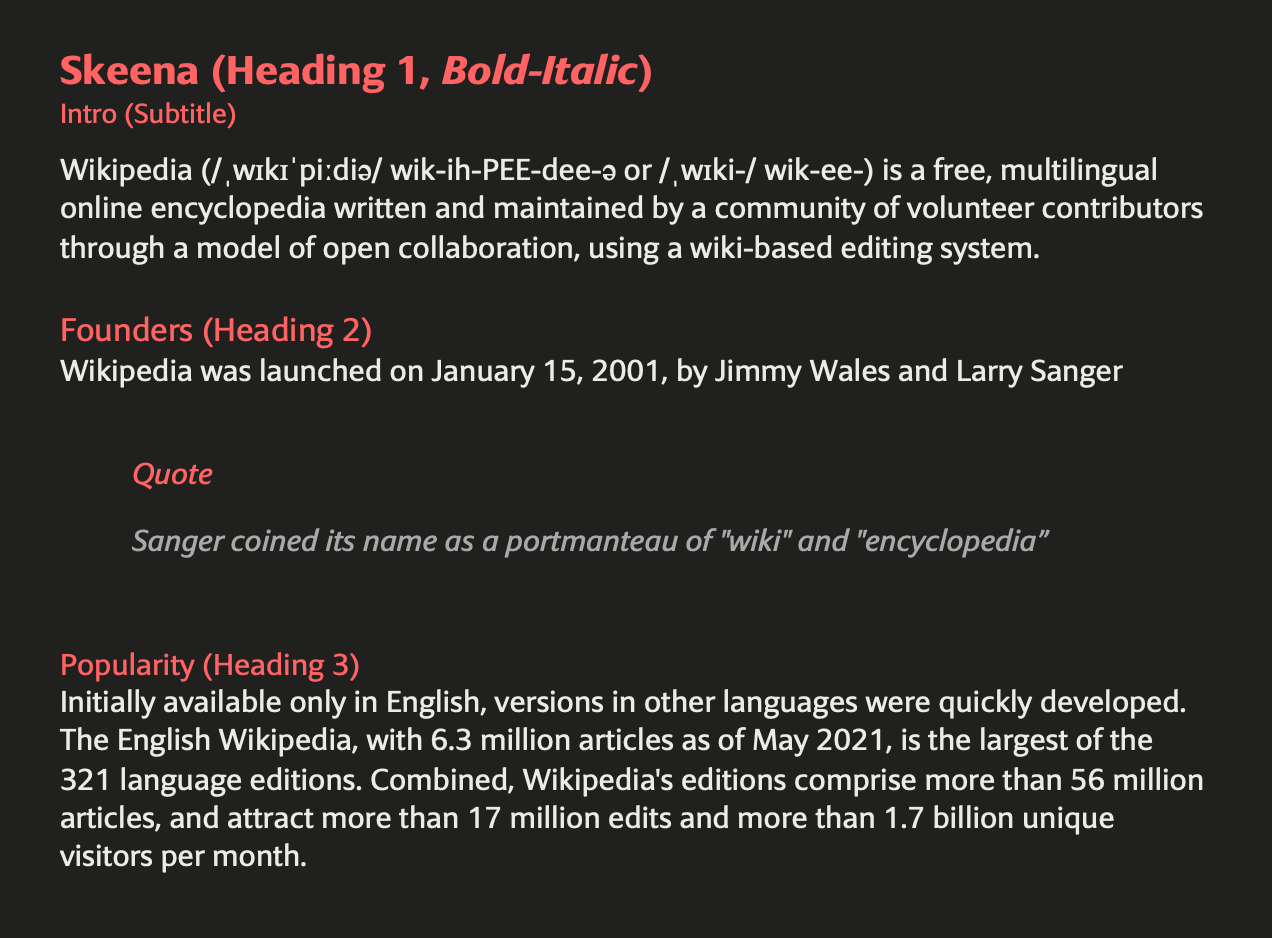 Skeena (Heading 1, Bold-Italic)
Intro (Subtitle)
Wikipedia (/ˌwɪkɪˈpiːdiə/ wik-ih-PEE-dee-ə or /ˌwɪki-/ wik-ee-) is a free, multilingual
online encyclopedia written and maintained by a community of volunteer contributors
through a model of open collaboration, using a wiki-based editing system.
Founders (Heading 2)
Wikipedia was launched on January 15, 2001, by Jimmy Wales and Larry Sanger
Quote
Sanger coined its name as a portmanteau of "wiki" and "encyclopedia”
Popularity (Heading 3)
Initially available only in English, versions in other languages were quickly developed.
The English Wikipedia, with 6.3 million articles as of May 2021, is the largest of the
321 language editions. Combined, Wikipedia's editions comprise more than 56 million
articles, and attract more than 17 million edits and more than 1.7 billion unique
visitors per month.